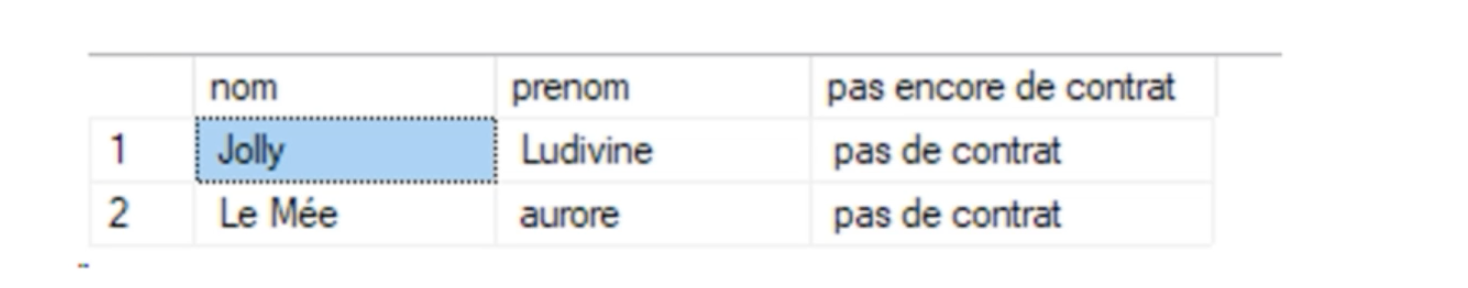 nom prenom pas encore de contrat
1 Jolly Ludivine pas de contrat
2 Le Mée aurore pas de contrat